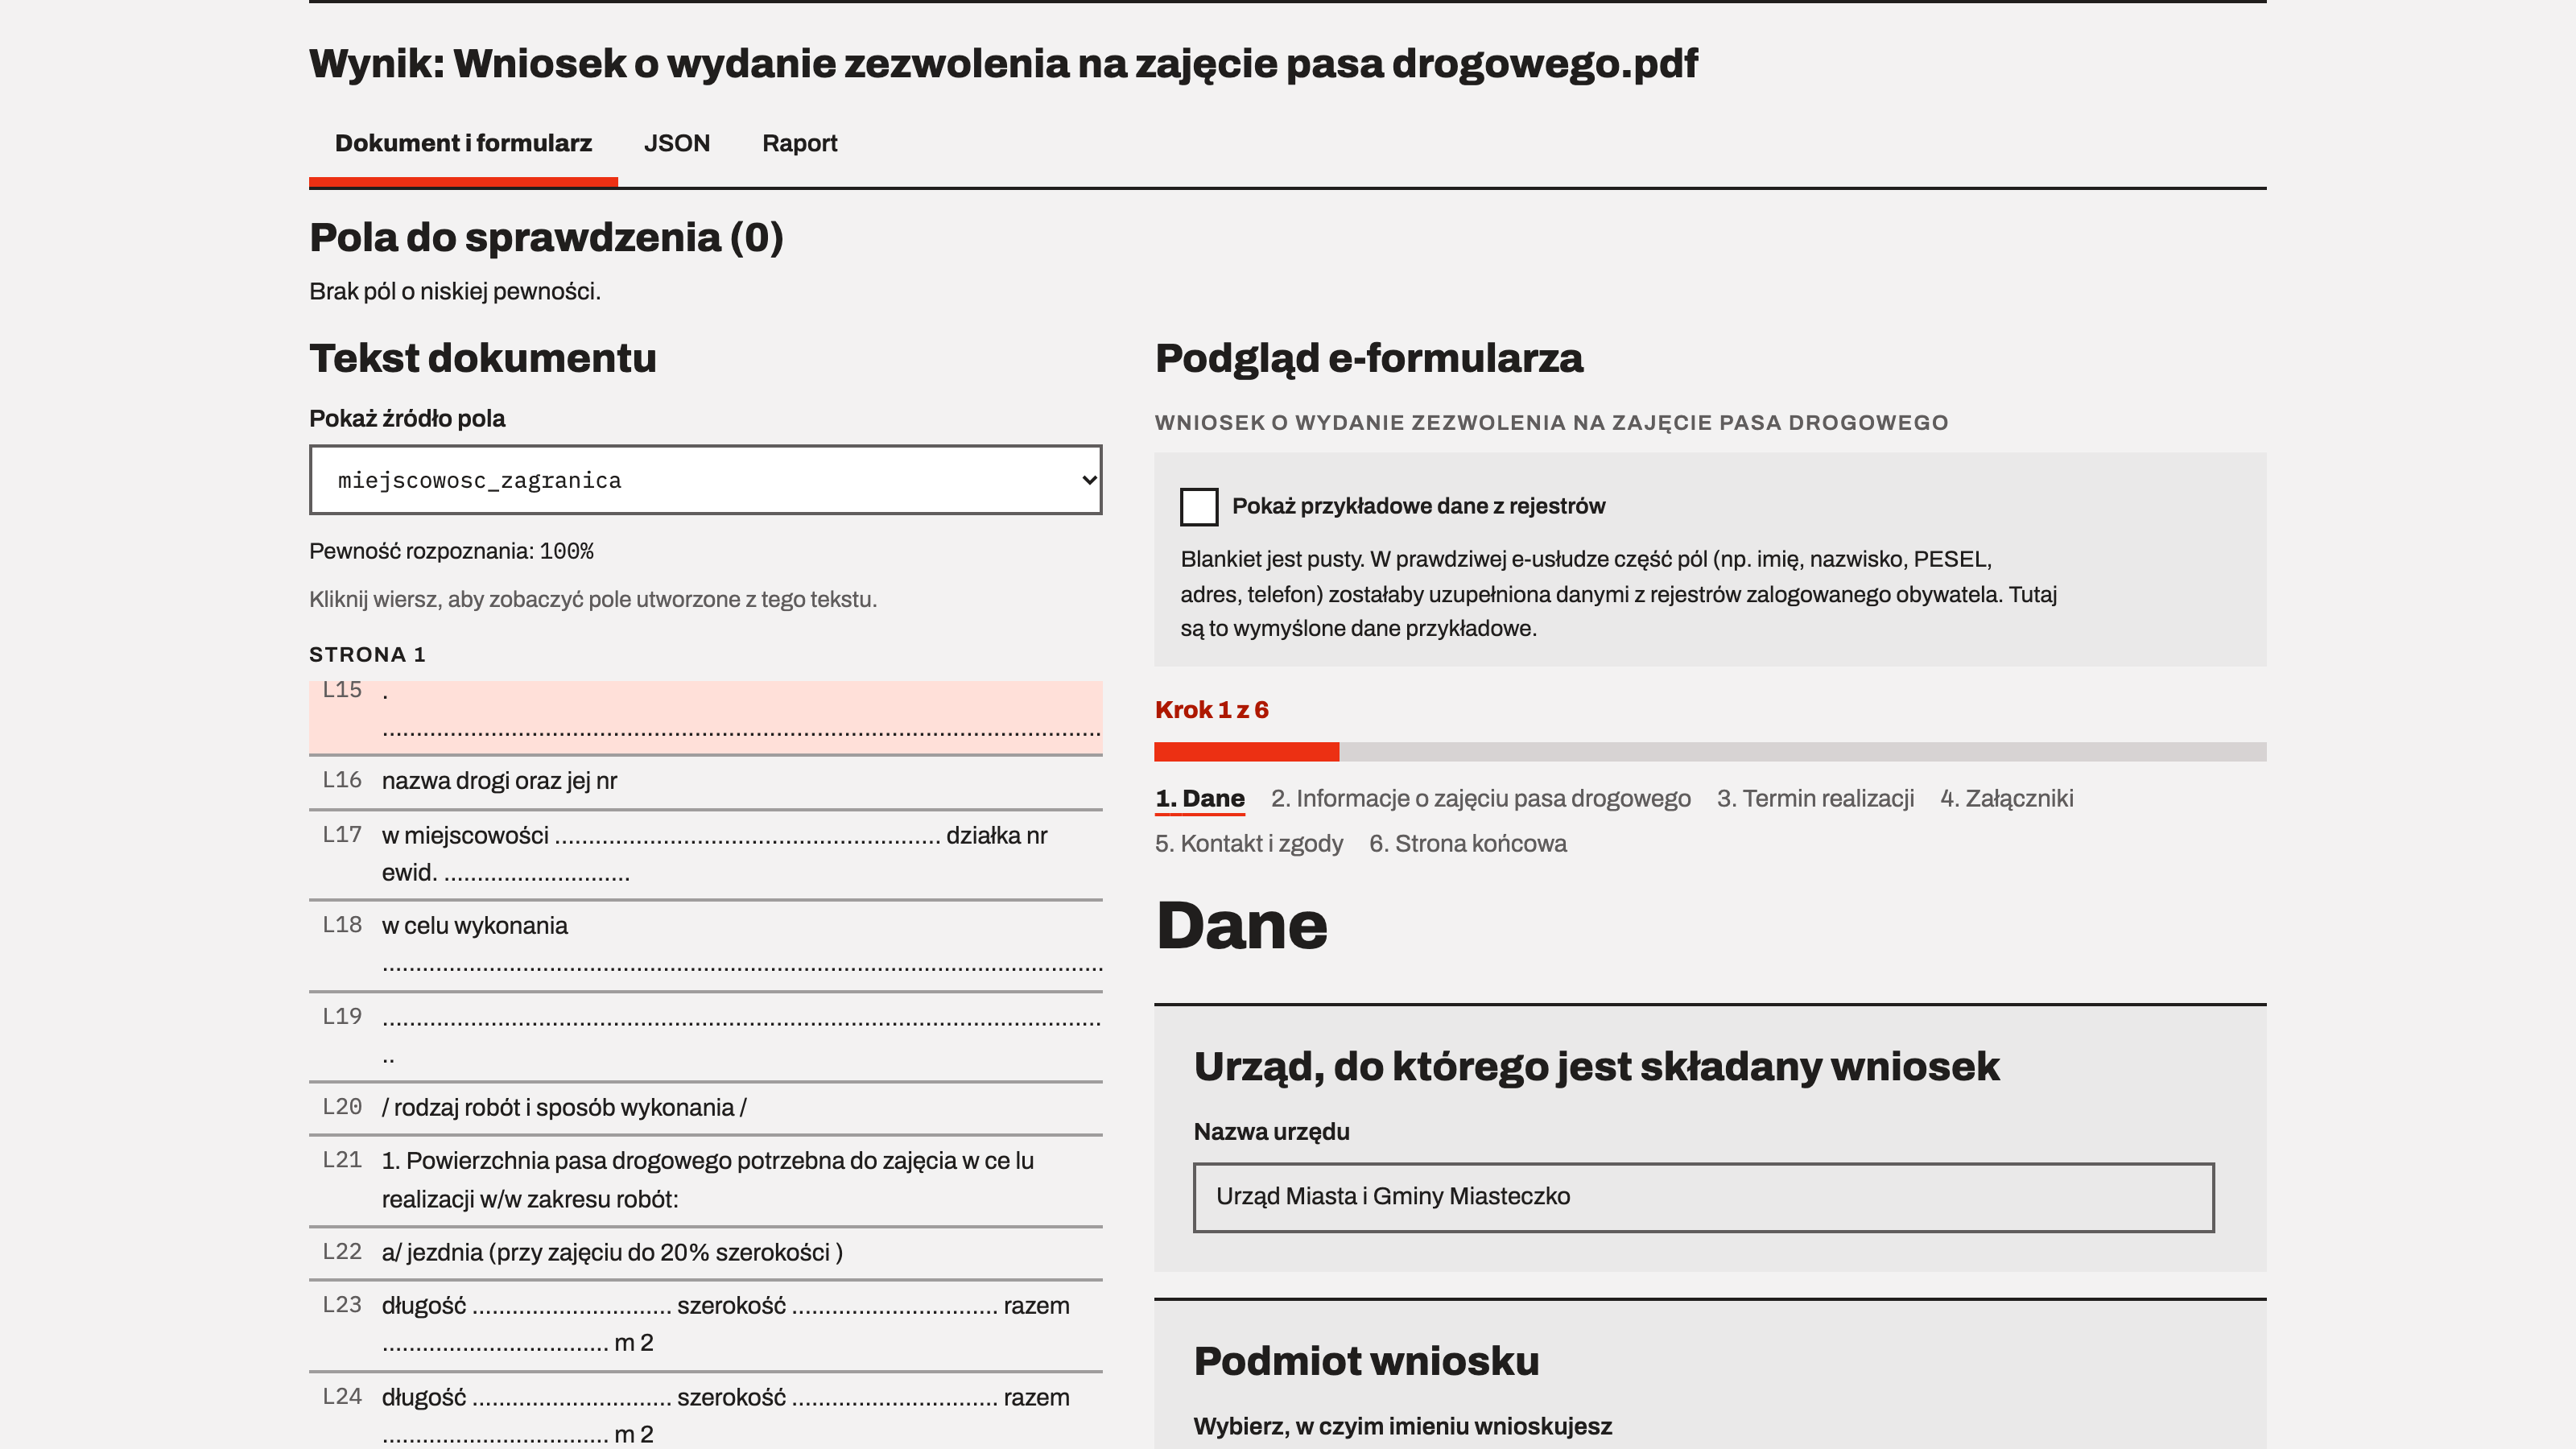 Wynik: Wniosek o wydanie zezwolenia na zajęcie pasa drogowego.pdf
Dokument i formularz JSON Raport
Pola do sprawdzenia (0)
Brak pól o niskiej pewności.
Tekst dokumentu
Pokaż źródło pola
miejscowosc_zagranica
Pewność rozpoznania: 100%
Kliknij wiersz, aby zobaczyć pole utworzone z tego tekstu.
STRONA 1
L15 .
...........................................................................................................
L16 nazwa drogi oraz jej nr
L17 w miejscowości .......................................................... działka nr
ewid. ............................
L18 w celu wykonania
...........................................................................................................
L19 ...........................................................................................................
..
L20 / rodzaj robót i sposób wykonania /
L21 1. Powierzchnia pasa drogowego potrzebna do zajęcia w ce lu
realizacji w/w zakresu robót:
L22 a/ jezdnia (przy zajęciu do 20% szerokości )
L23 długość .............................. szerokość ............................... razem
.................................. m 2
L24 długość .............................. szerokość ............................... razem
.................................. m 2
Podgląd e-formularza
WNIOSEK O WYDANIE ZEZWOLENIA NA ZAJĘCIE PASA DROGOWEGO
Pokaż przykładowe dane z rejestrów
Blankiet jest pusty. W prawdziwej e-usłudze część pól (np. imię, nazwisko, PESEL,
adres, telefon) zostałaby uzupełniona danymi z rejestrów zalogowanego obywatela. Tutaj
są to wymyślone dane przykładowe.
Krok 1 z 6
1. Dane 2. Informacje o zajęciu pasa drogowego 3. Termin realizacji 4. Załączniki
5. Kontakt i zgody 6. Strona końcowa
Dane
Urząd, do którego jest składany wniosek
Nazwa urzędu
Urząd Miasta i Gminy Miasteczko
Podmiot wniosku
Wybierz, w czyim imieniu wnioskujesz